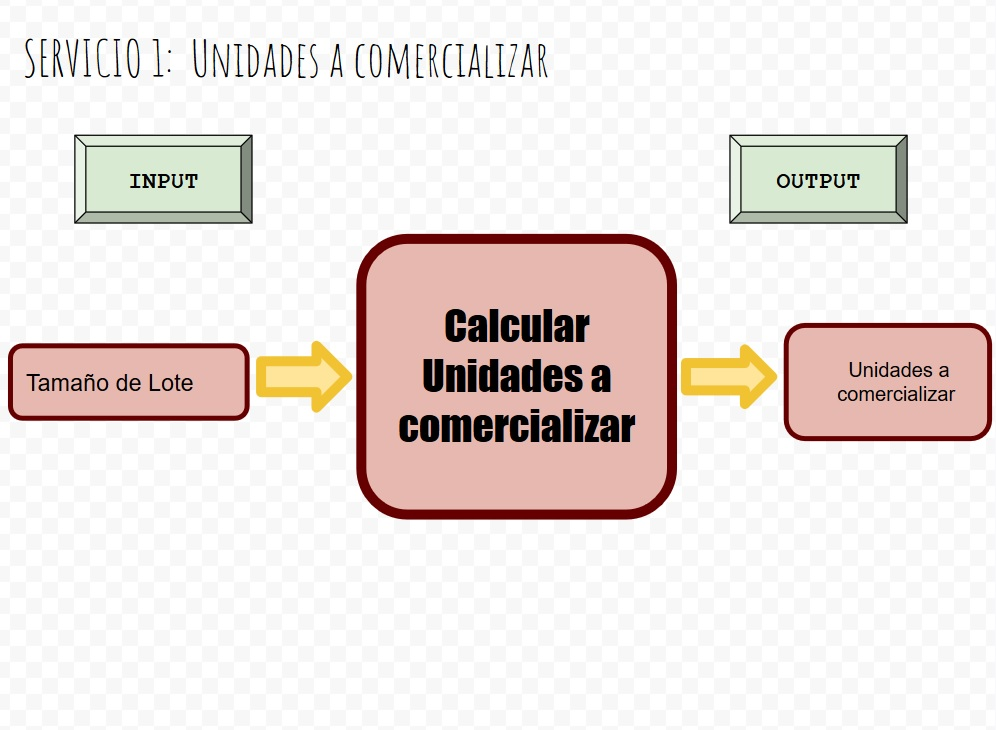 SERVICIO 1: Unidades a comercializar
INPUT
OUTPUT
Tamaño de Lote
Calcular
Unidades a
comercializar
Unidades a
comercializar